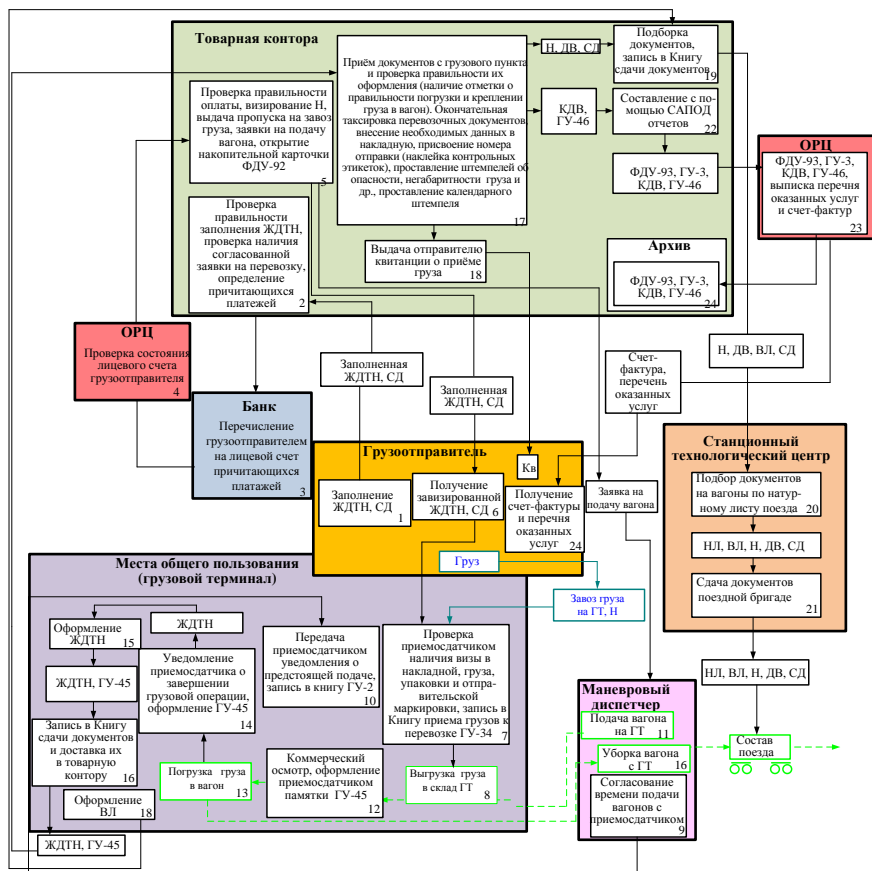 Товарная контора
Приём документов с грузового пункта
и проверка правильности их
оформления (наличие отметки о
правильности погрузки и креплении
груза в вагон). Окончательная
таксировка перевозочных документов,
внесение необходимых данных в
накладную, присвоение номера
отправки (наклейка контрольных
этикеток), проставление штемпелей об
опасности, негабаритности груза и
др., проставление календарного
штемпеля
17
Н, ДВ, СД
Подборка
документов,
запись в Книгу
сдачи документов
19
Проверка правильности
оплаты, визирование Н,
выдача пропуска на завоз
груза, заявки на подачу
вагона, открытие
накопительной карточки
ФДУ-92
5
КДВ,
ГУ-46
Составление с по-
мощью САПОД
отчетов
22
ФДУ-93, ГУ-3,
КДВ, ГУ-46
ОРЦ
ФДУ-93, ГУ-3,
КДВ, ГУ-46,
выписка перечня
оказанных услуг
и счет-фактур
23
Проверка
правильности
заполнения ЖДТН,
проверка наличия
согласованной
заявки на перевозку,
определение
причитающихся
платежей
2
Выдача отправителю
квитанции о приёме
груза
18
Архив
ФДУ-93, ГУ-3,
КДВ, ГУ-46
24
ОРЦ
Проверка состояния
лицевого счета
грузоотправителя
4
Заполненная
ЖДТН, СД
Заполненная
ЖДТН, СД
Счет-
фактура,
перечень
оказанных
услуг
Н, ДВ, ВЛ, СД
Банк
Перечисление
грузоотправителем
на лицевой счет
причитающихся
платажей
3
Грузоотправитель
Кв
Заполнение
ЖДТН, СД
1
Получение
завизированной
ЖДТН, СД
6
Получение
счет-фактуры
и перечня
оказанных
услуг
24
Груз
Заявка на
подачу вагона
Станционный
технологический центр
Подбор документов
на вагоны по натур-
ному листу поезда
20
НЛ, ВЛ, Н, ДВ, СД
Сдача документов
поездной бригаде
21
НЛ, ВЛ, Н, ДВ, СД
Завоз груза
на ГТ, Н
Места общего пользования
(грузовой терминал)
Оформление
ЖДТН
15
ЖДТН
ЖДТН, ГУ-45
Уведомление
приемосдатчика о
завершении
грузовой операции,
оформление ГУ-45
14
Передача
приемосдатчиком
уведомления о
предстоящей подаче,
запись в книгу ГУ-2
10
Проверка
приемосдатчиком
наличия визы в
накладной, груза,
упаковки и отпра-
вительской
маркировки, запись в
Книгу приема грузов к
перевозке ГУ-34
7
Запись в Книгу
сдачи документов
и доставка их
в товарную
контору
16
Погрузка груза
в вагон
13
Коммерческий
осмотр, оформление
приемосдатчиком
памятки ГУ-45
12
Выгрузка груза
в склад ГТ
8
Оформление
ВЛ
18
ЖДТН, ГУ-45
Маневровый
диспетчер
Подача вагона
на ГТ
11
Уборка вагона
с ГТ
16
Согласование
времени подачи
вагонов с
приемосдатчиком
9
Состав
поезда